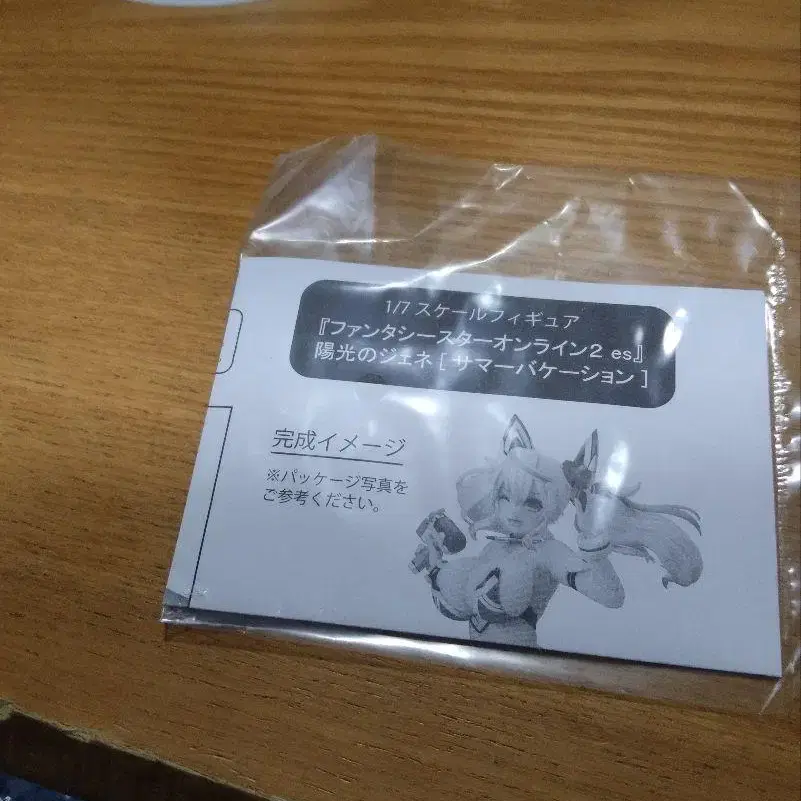 1/7 スケールフィギュア
『ファンタシースターオンライン2 es』
陽光のジェネ [ サマーバケーション ]
完成イメージ
※パッケージ写真を
ご参考ください。